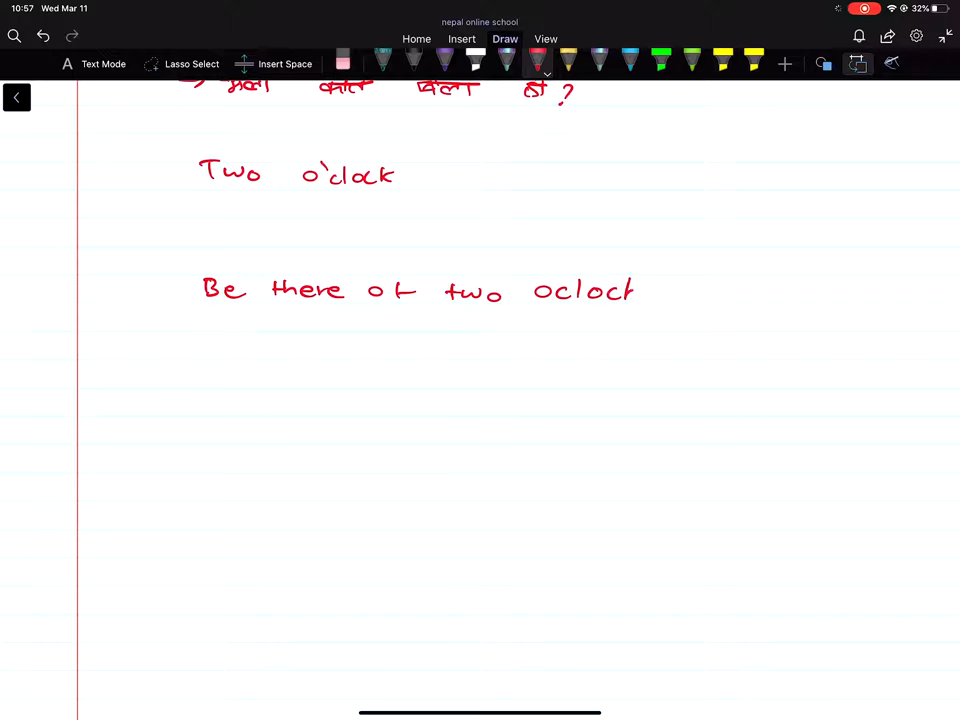 10:57 Wed Mar 11
32%
nepal online school
Home Insert Draw View
Text Mode Lasso Select Insert Space
?
Two o'clock
Be there at two oclock